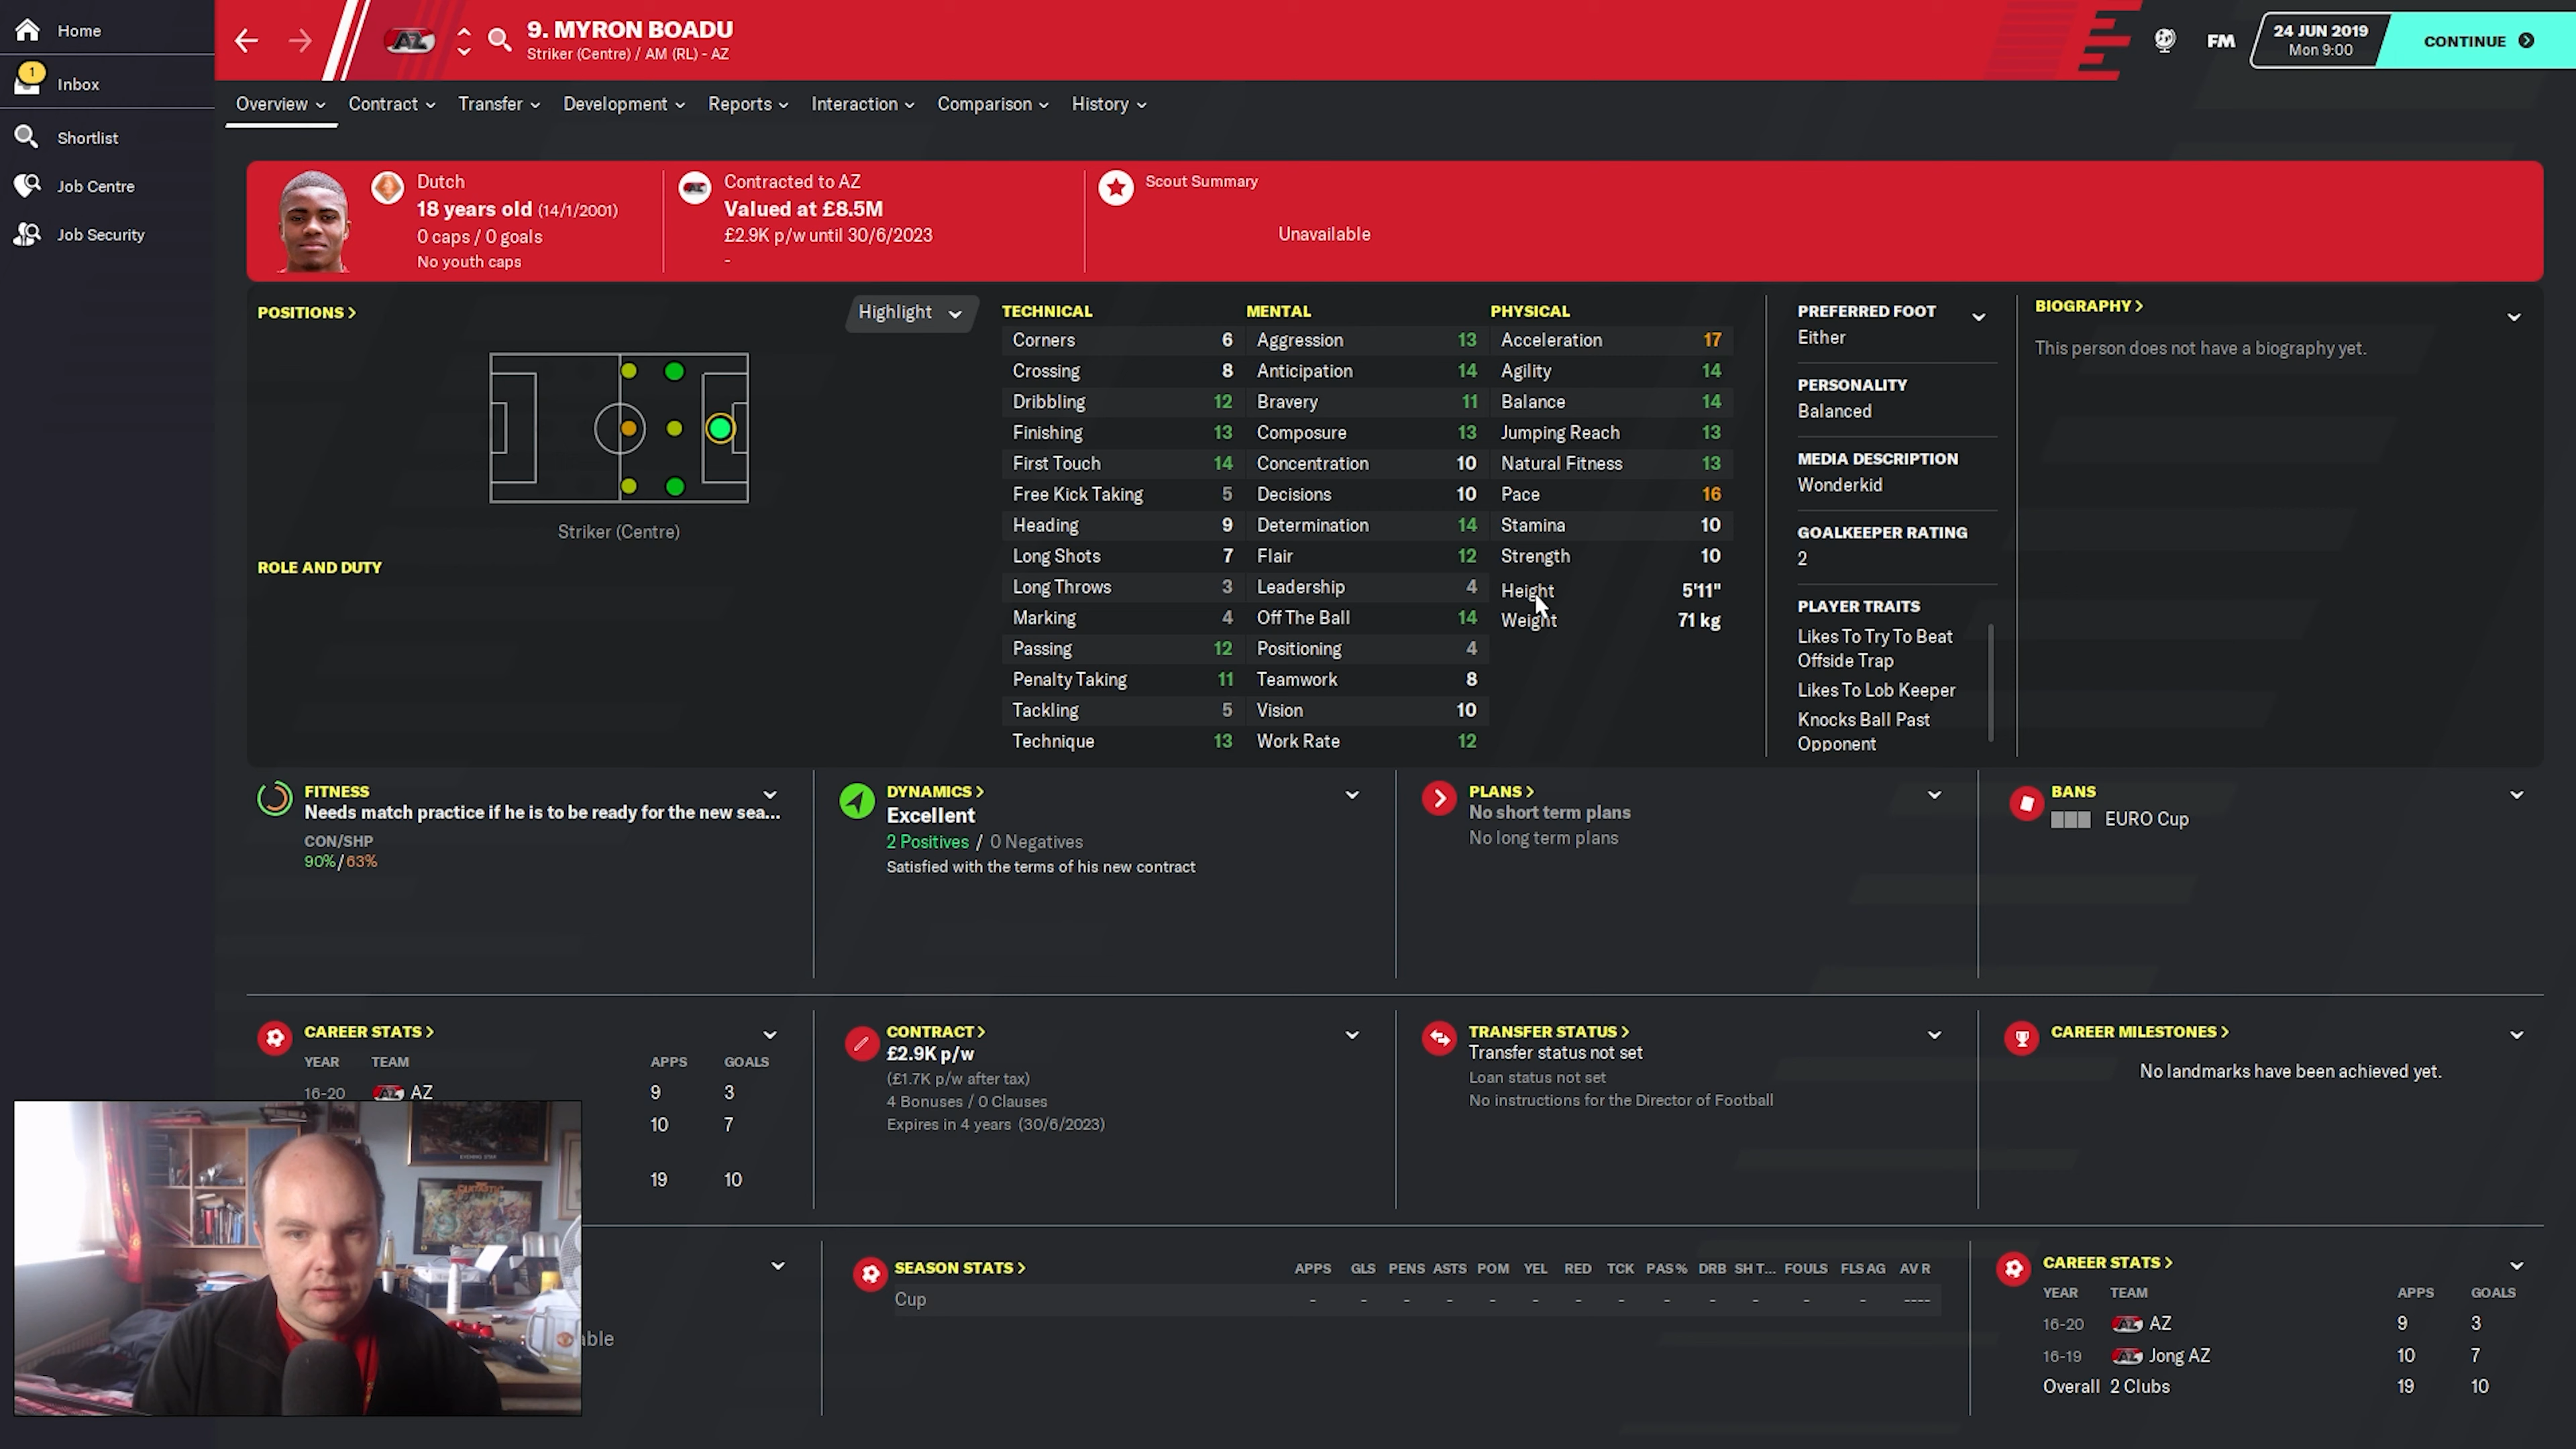 Home
Inbox
1
Shortlist
Job Centre
Job Security
AZ
9. MYRON BOADU
Striker (Centre) / AM (RL) - AZ
FM
24 JUN 2019
Mon 9:00
CONTINUE
Overview
Contract
Transfer
Development
Reports
Interaction
Comparison
History
Dutch
18 years old (14/1/2001)
0 caps / 0 goals
No youth caps
Contracted to AZ
Valued at £8.5M
£2.9K p/w until 30/6/2023
-
Scout Summary
Unavailable
POSITIONS >
Highlight
Striker (Centre)
ROLE AND DUTY
TECHNICAL
Corners 6
Crossing 8
Dribbling 12
Finishing 13
First Touch 14
Free Kick Taking 5
Heading 9
Long Shots 7
Long Throws 3
Marking 4
Passing 12
Penalty Taking 11
Tackling 5
Technique 13
MENTAL
Aggression 13
Anticipation 14
Bravery 11
Composure 13
Concentration 10
Decisions 10
Determination 14
Flair 12
Leadership 4
Off The Ball 14
Positioning 4
Teamwork 8
Vision 10
Work Rate 12
PHYSICAL
Acceleration 17
Agility 14
Balance 14
Jumping Reach 13
Natural Fitness 13
Pace 16
Stamina 10
Strength 10
Height 5'11"
Weight 71 kg
PREFERRED FOOT
Either
PERSONALITY
Balanced
MEDIA DESCRIPTION
Wonderkid
GOALKEEPER RATING
2
PLAYER TRAITS
Likes To Try To Beat
Offside Trap
Likes To Lob Keeper
Knocks Ball Past
Opponent
BIOGRAPHY >
This person does not have a biography yet.
FITNESS
Needs match practice if he is to be ready for the new sea...
CON/SHP
90% / 63%
DYNAMICS >
Excellent
2 Positives / 0 Negatives
Satisfied with the terms of his new contract
PLANS >
No short term plans
No long term plans
BANS
EURO Cup
CAREER STATS >
YEAR TEAM APPS GOALS
16-20 AZ 9 3
10 7
19 10
CONTRACT >
£2.9K p/w
(£1.7K p/w after tax)
4 Bonuses / 0 Clauses
Expires in 4 years (30/6/2023)
TRANSFER STATUS >
Transfer status not set
Loan status not set
No instructions for the Director of Football
CAREER MILESTONES >
No landmarks have been achieved yet.
able
SEASON STATS > APPS GLS PENS ASTS POM YEL RED TCK PAS% DRB SH T... FOULS FLS AG AV R
Cup - - - - - - - - - - - - - ----
CAREER STATS >
YEAR TEAM APPS GOALS
16-20 AZ 9 3
16-19 Jong AZ 10 7
Overall 2 Clubs 19 10